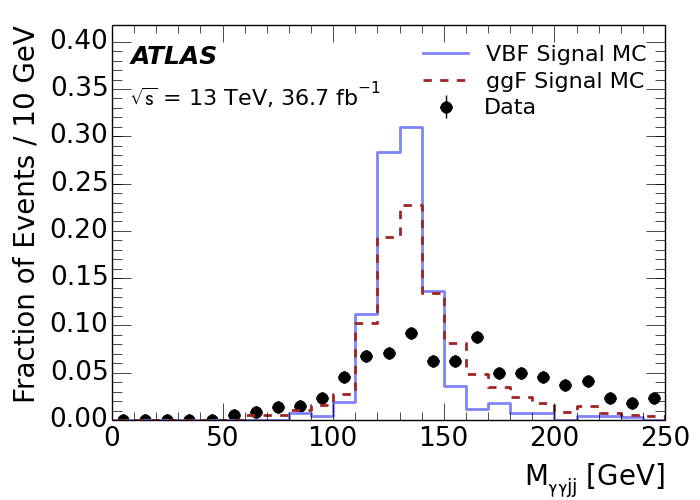 ATLAS
√s = 13 TeV, 36.7 fb⁻¹
VBF Signal MC
ggF Signal MC
Data
Fraction of Events / 10 GeV
0.40
0.35
0.30
0.25
0.20
0.15
0.10
0.05
0.00
0 50 100 150 200 250
Mγγjj [GeV]